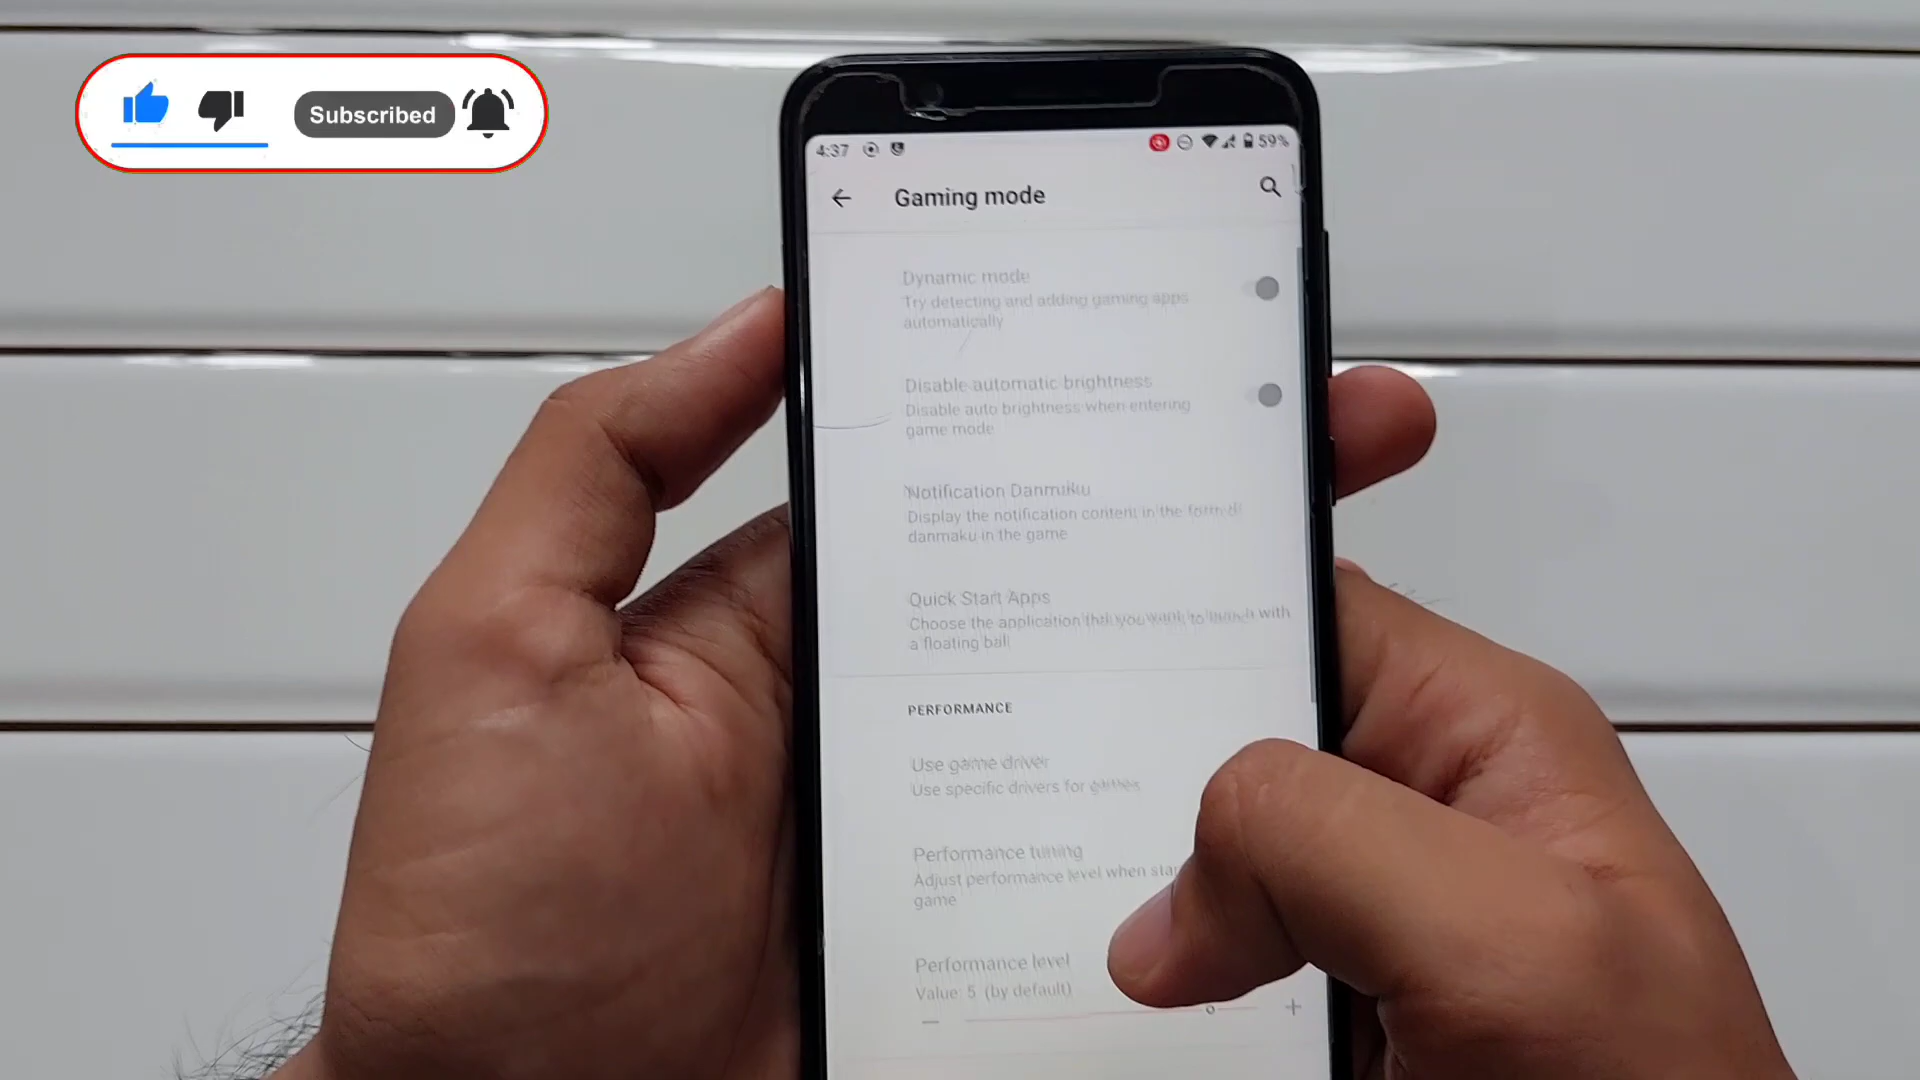 Subscribed
4:37
59%
Gaming mode
Dynamic mode
Try detecting and adding gaming apps
automatically
Disable automatic brightness
Disable auto brightness when entering
game mode
Notification Danmuku
Display the notification content in the form of
danmaku in the game
Quick Start Apps
Choose the application that you want to launch with
a floating ball
PERFORMANCE
Use game driver
Use specific drivers for games
Performance tuning
Adjust performance level when
game
Performance level
Value: 5 (by default)